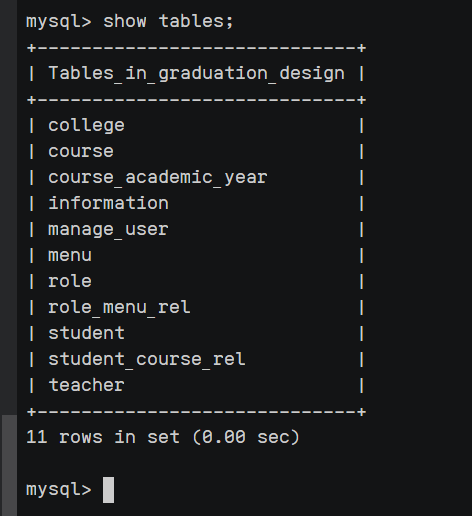 mysql> show tables;
+-----------------------------+
| Tables_in_graduation_design |
+-----------------------------+
| college                     |
| course                      |
| course_academic_year        |
| information                 |
| manage_user                 |
| menu                        |
| role                        |
| role_menu_rel               |
| student                     |
| student_course_rel          |
| teacher                     |
+-----------------------------+
11 rows in set (0.00 sec)

mysql>